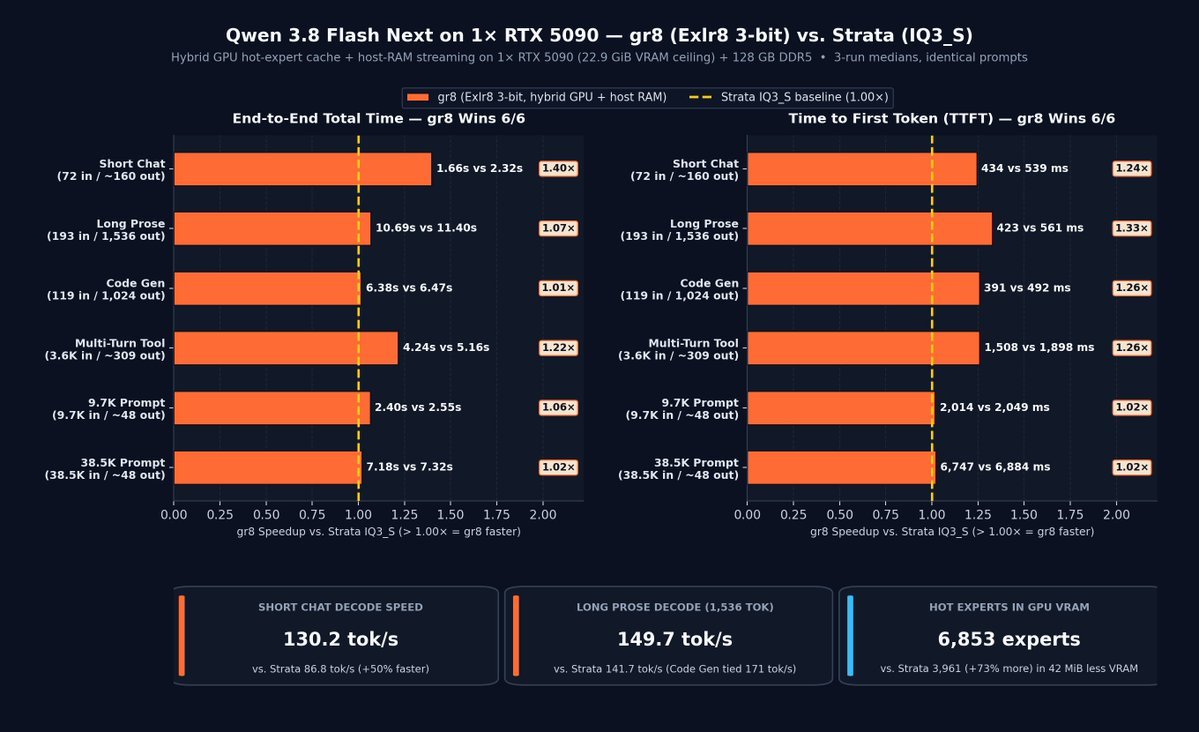 Qwen 3.8 Flash Next on 1× RTX 5090 — gr8 (Exlr8 3-bit) vs. Strata (IQ3_S)
Hybrid GPU hot-expert cache + host-RAM streaming on 1× RTX 5090 (22.9 GiB VRAM ceiling) + 128 GB DDR5 • 3-run medians, identical prompts
gr8 (Exlr8 3-bit, hybrid GPU + host RAM)
Strata IQ3_S baseline (1.00×)
End-to-End Total Time — gr8 Wins 6/6
Short Chat
(72 in / ~160 out)
1.66s vs 2.32s
1.40×
Long Prose
(193 in / 1,536 out)
10.69s vs 11.40s
1.07×
Code Gen
(119 in / 1,024 out)
6.38s vs 6.47s
1.01×
Multi-Turn Tool
(3.6K in / ~309 out)
4.24s vs 5.16s
1.22×
9.7K Prompt
(9.7K in / ~48 out)
2.40s vs 2.55s
1.06×
38.5K Prompt
(38.5K in / ~48 out)
7.18s vs 7.32s
1.02×
0.00 0.25 0.50 0.75 1.00 1.25 1.50 1.75 2.00
gr8 Speedup vs. Strata IQ3_S (> 1.00× = gr8 faster)
Time to First Token (TTFT) — gr8 Wins 6/6
Short Chat
(72 in / ~160 out)
434 vs 539 ms
1.24×
Long Prose
(193 in / 1,536 out)
423 vs 561 ms
1.33×
Code Gen
(119 in / 1,024 out)
391 vs 492 ms
1.26×
Multi-Turn Tool
(3.6K in / ~309 out)
1,508 vs 1,898 ms
1.26×
9.7K Prompt
(9.7K in / ~48 out)
2,014 vs 2,049 ms
1.02×
38.5K Prompt
(38.5K in / ~48 out)
6,747 vs 6,884 ms
1.02×
0.00 0.25 0.50 0.75 1.00 1.25 1.50 1.75 2.00
gr8 Speedup vs. Strata IQ3_S (> 1.00× = gr8 faster)
SHORT CHAT DECODE SPEED
130.2 tok/s
vs. Strata 86.8 tok/s (+50% faster)
LONG PROSE DECODE (1,536 TOK)
149.7 tok/s
vs. Strata 141.7 tok/s (Code Gen tied 171 tok/s)
HOT EXPERTS IN GPU VRAM
6,853 experts
vs. Strata 3,961 (+73% more) in 42 MiB less VRAM